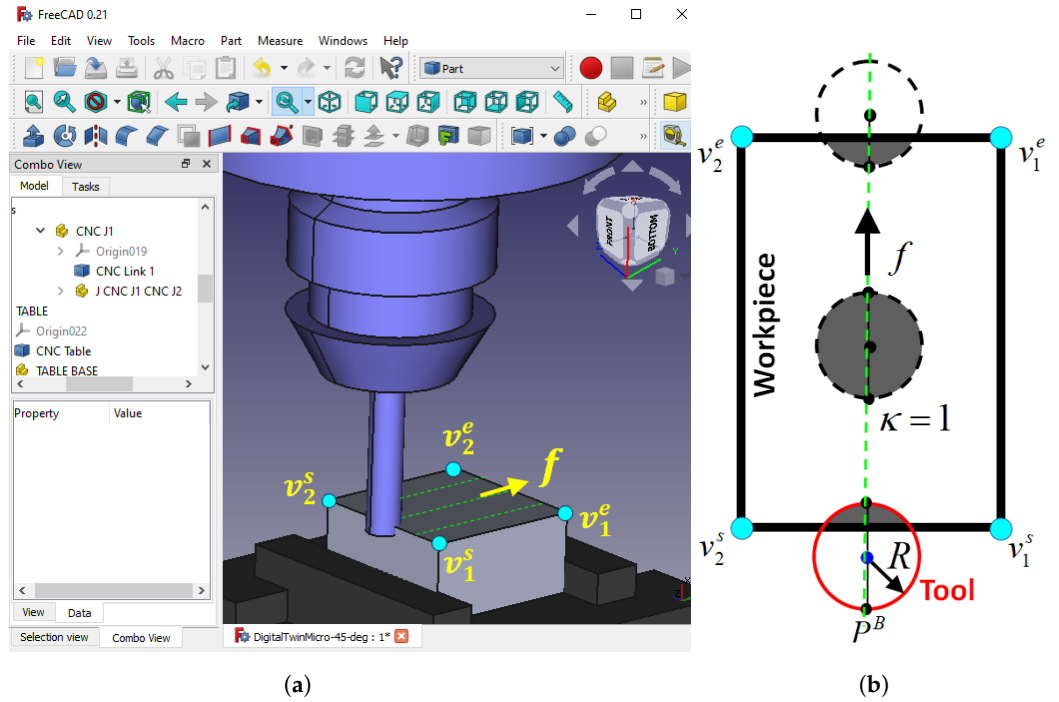 FreeCAD 0.21
File Edit View Tools Macro Part Measure Windows Help
Part
Combo View
Model Tasks
s
CNC J1
Origin019
CNC Link 1
J CNC J1 CNC J2
TABLE
Origin022
CNC Table
TABLE BASE
Property Value
View Data
Selection view Combo View
DigitalTwinMicro-45-deg : 1*
FRONT
BOTTOM
Z
Y
v₂ᵉ
f
v₂ˢ
v₁ᵉ
v₁ˢ
(a)
v₂ᵉ
v₁ᵉ
f
Workpiece
κ = 1
v₂ˢ
v₁ˢ
R
Tool
Pᴮ
(b)